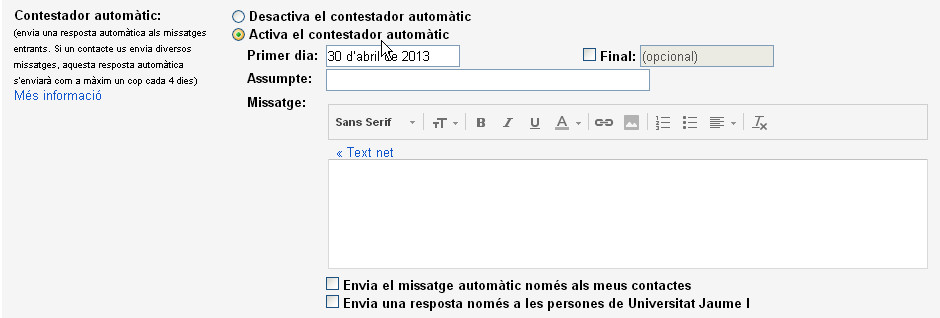 Contestador automàtic:
(envia una resposta automàtica als missatges
entrants. Si un contacte us envia diversos
missatges, aquesta resposta automàtica
s'enviarà com a màxim un cop cada 4 dies)
Més informació
Desactiva el contestador automàtic
Activa el contestador automàtic
Primer dia: 30 d'abril de 2013 Final: (opcional)
Assumpte:
Missatge:
Sans Serif
« Text net
Envia el missatge automàtic només als meus contactes
Envia una resposta només a les persones de Universitat Jaume I